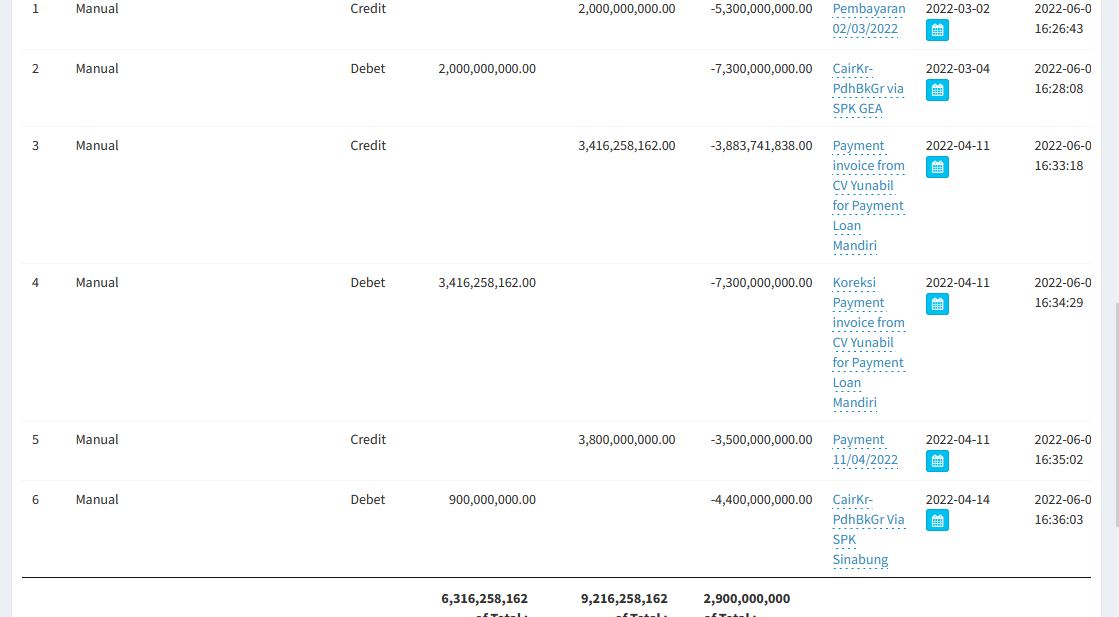 1 Manual Credit 2,000,000,000.00 -5,300,000,000.00 Pembayaran 2022-03-02 2022-06-0
02/03/2022 16:26:43
2 Manual Debet 2,000,000,000.00 -7,300,000,000.00 CairKr- 2022-03-04 2022-06-0
PdhBkGr via 16:28:08
SPK GEA
3 Manual Credit 3,416,258,162.00 -3,883,741,838.00 Payment 2022-04-11 2022-06-0
invoice from 16:33:18
CV Yunabil
for Payment
Loan
Mandiri
4 Manual Debet 3,416,258,162.00 -7,300,000,000.00 Koreksi 2022-04-11 2022-06-0
Payment 16:34:29
invoice from
CV Yunabil
for Payment
Loan
Mandiri
5 Manual Credit 3,800,000,000.00 -3,500,000,000.00 Payment 2022-04-11 2022-06-0
11/04/2022 16:35:02
6 Manual Debet 900,000,000.00 -4,400,000,000.00 CairKr- 2022-04-14 2022-06-0
PdhBkGr Via 16:36:03
SPK
Sinabung
6,316,258,162 9,216,258,162 2,900,000,000
of Total : of Total : of Total :